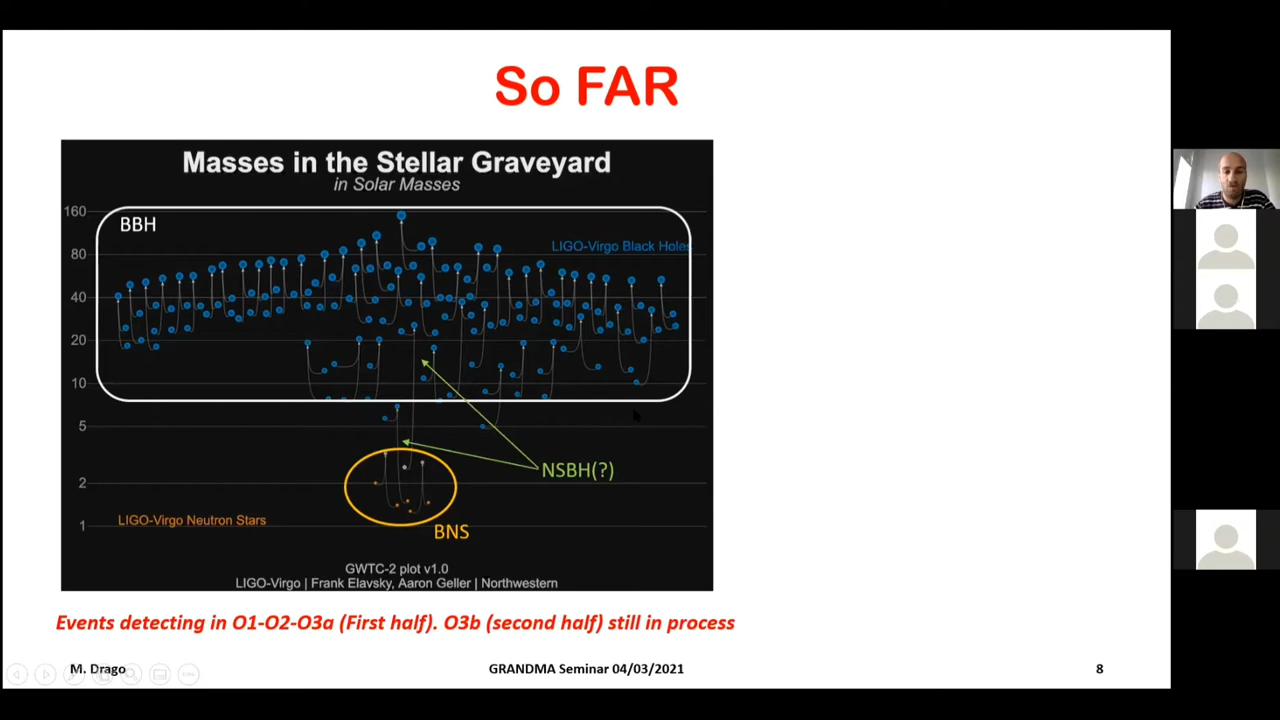 So FAR
Masses in the Stellar Graveyard
in Solar Masses
160
BBH
LIGO-Virgo Black Holes
80
40
20
10
5
NSBH(?)
2
LIGO-Virgo Neutron Stars
1
BNS
GWTC-2 plot v1.0
LIGO-Virgo | Frank Elavsky, Aaron Geller | Northwestern
Events detecting in O1-O2-O3a (First half). O3b (second half) still in process
M. Drago
GRANDMA Seminar 04/03/2021
8